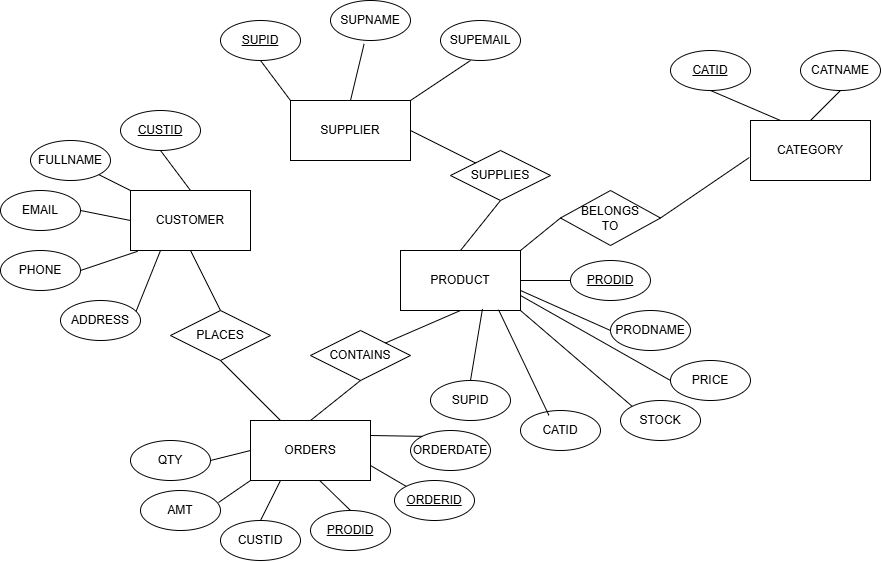 SUPNAME
SUPID
SUPEMAIL
CATID
CATNAME
SUPPLIER
CUSTID
CATEGORY
FULLNAME
SUPPLIES
EMAIL
CUSTOMER
BELONGS
TO
PHONE
PRODUCT
PRODID
ADDRESS
PLACES
PRODNAME
CONTAINS
PRICE
SUPID
STOCK
CATID
ORDERS
ORDERDATE
QTY
ORDERID
AMT
PRODID
CUSTID